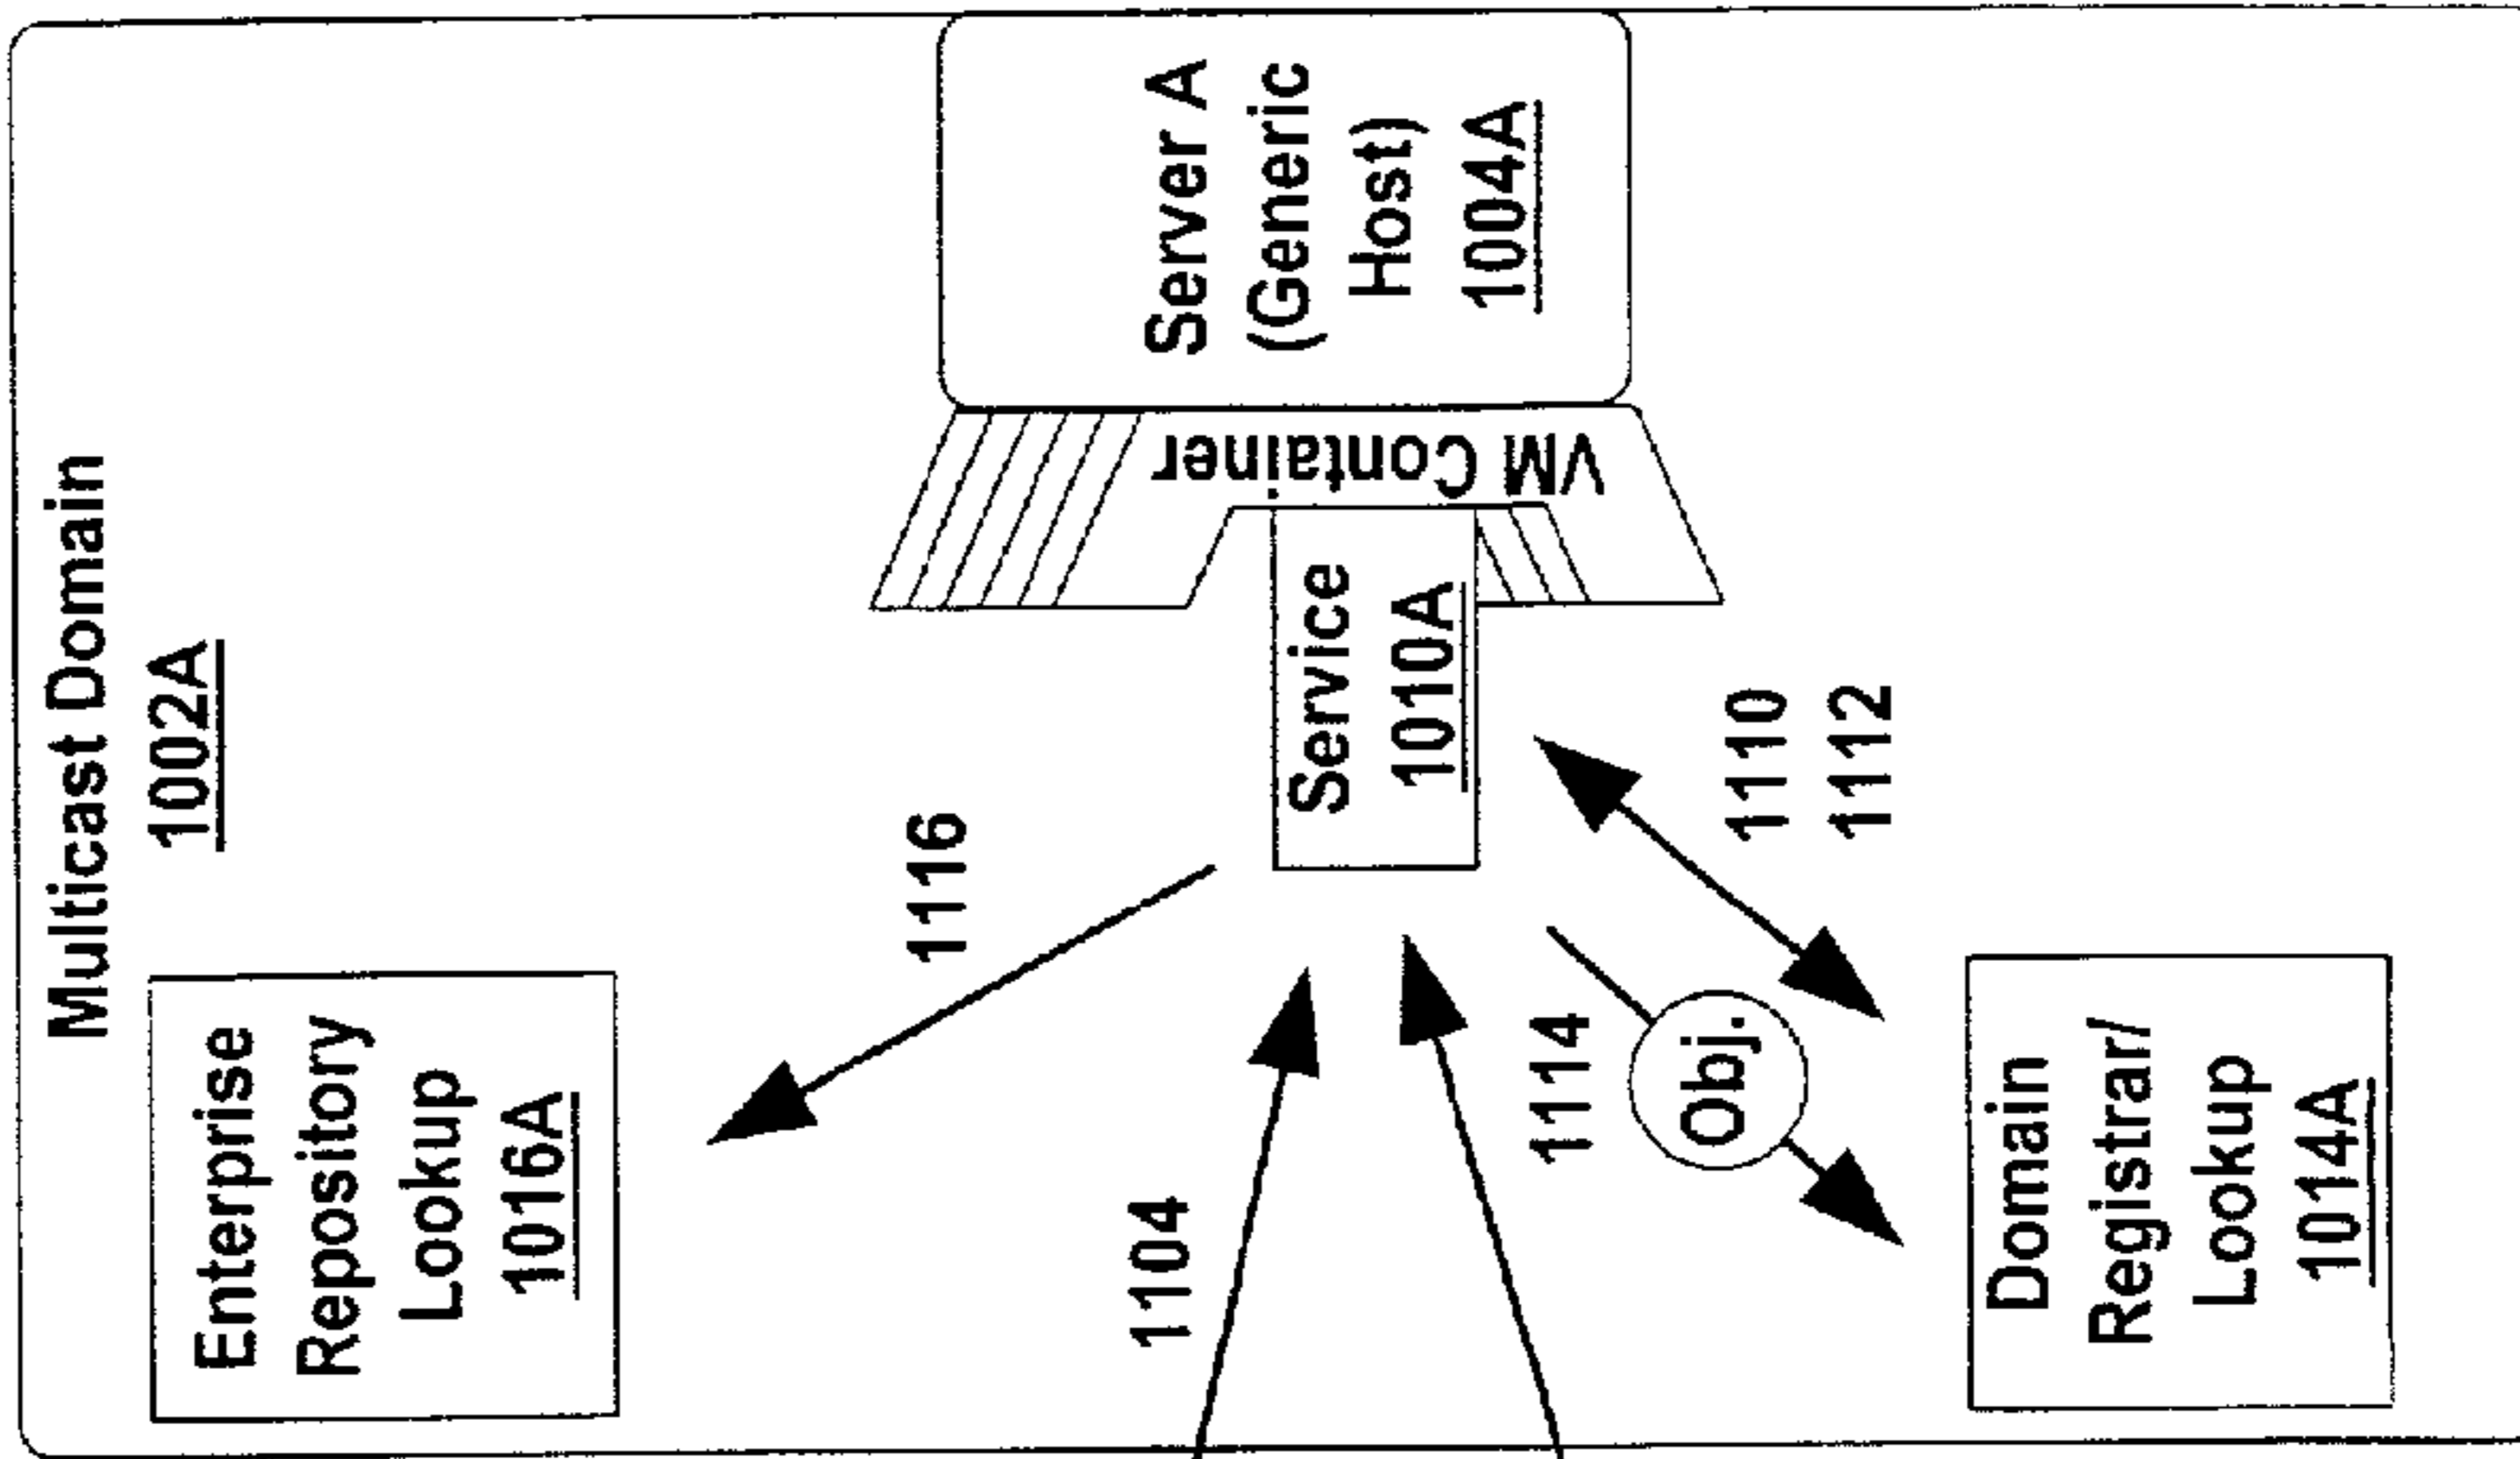 Multicast Domain
1002A
Enterprise
Repository
Lookup
1016A
1116
Server A
(Generic
Host)
1004A
VM Container
Service
1010A
1104
1114
Obj.
1110
1112
Domain
Registrar/
Lookup
1014A